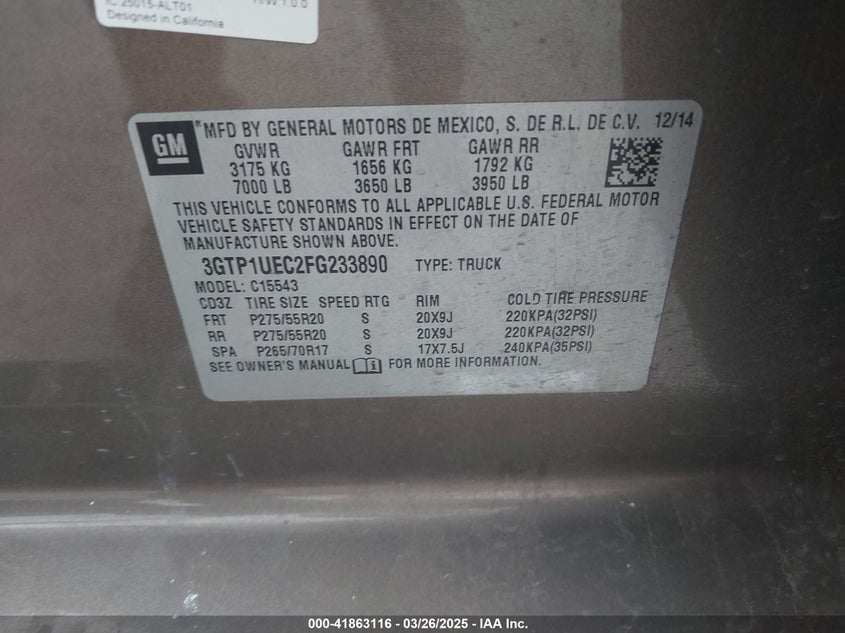 IC:25015-ALT01
Designed in California
GM
® MFD BY GENERAL MOTORS DE MEXICO, S. DE R.L. DE C.V. 12/14
GVWR GAWR FRT GAWR RR
3175 KG 1656 KG 1792 KG
7000 LB 3650 LB 3950 LB
THIS VEHICLE CONFORMS TO ALL APPLICABLE U.S. FEDERAL MOTOR
VEHICLE SAFETY STANDARDS IN EFFECT ON THE DATE OF
MANUFACTURE SHOWN ABOVE.
3GTP1UEC2FG233890 TYPE: TRUCK
MODEL: C15543
CD3Z TIRE SIZE SPEED RTG RIM COLD TIRE PRESSURE
FRT P275/55R20 S 20X9J 220KPA(32PSI)
RR P275/55R20 S 20X9J 220KPA(32PSI)
SPA P265/70R17 S 17X7.5J 240KPA(35PSI)
SEE OWNER'S MANUAL FOR MORE INFORMATION.
000-41863116 - 03/26/2025 - IAA Inc.